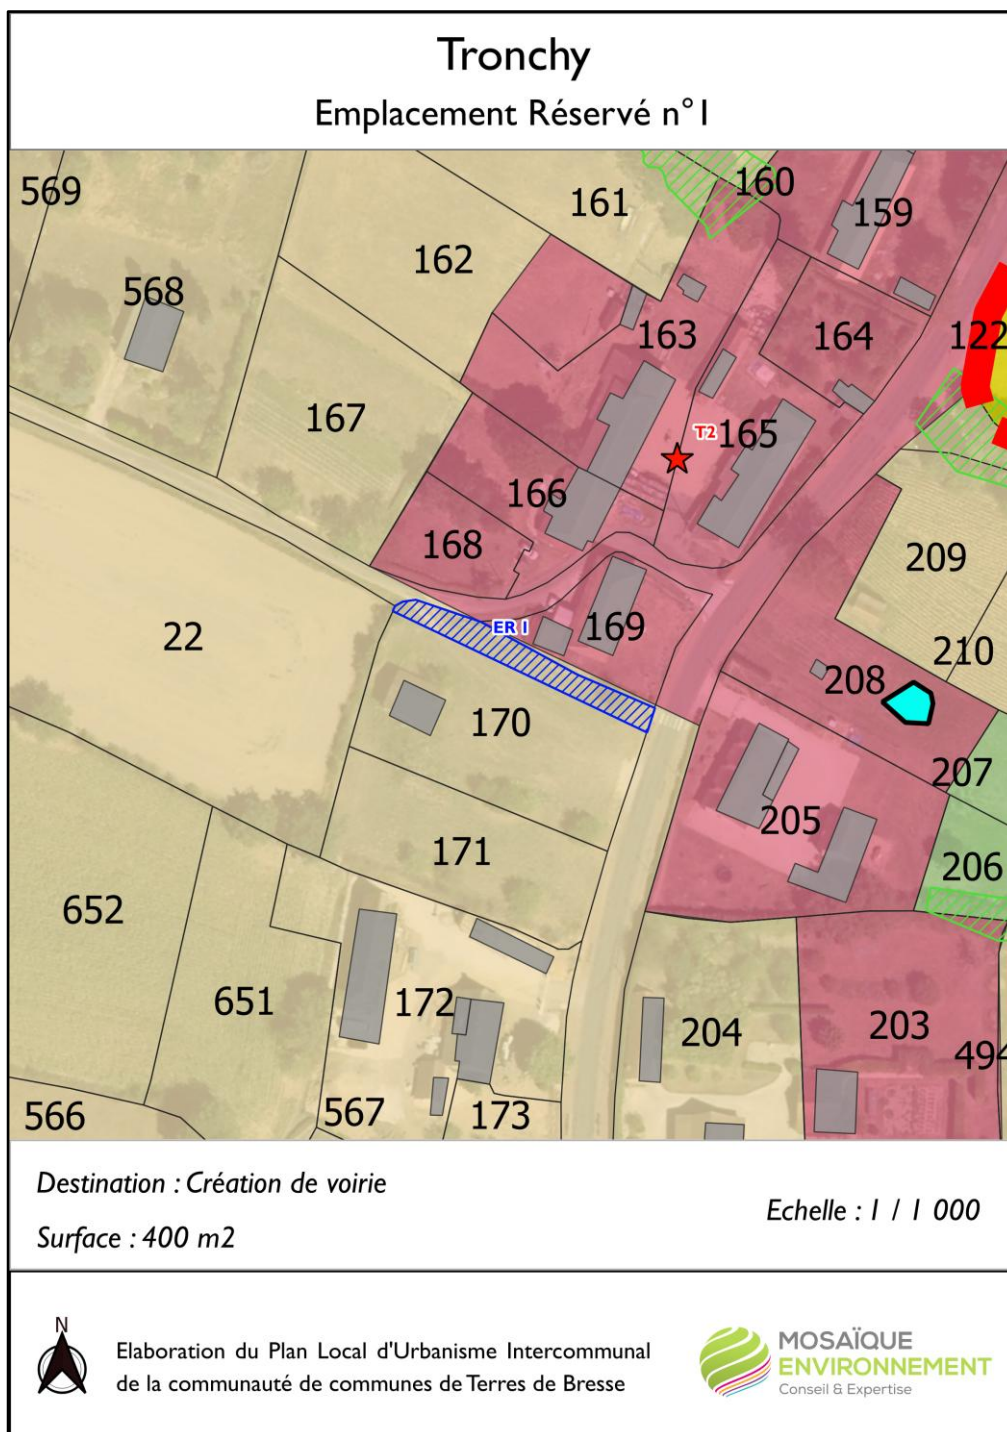 Tronchy
Emplacement Réservé n°1
569
161
160
159
162
568
163
164
122
167
T2
165
166
168
209
ER 1
169
22
210
208
170
207
205
171
206
652
651
172
204
203
494
566
567
173
Destination : Création de voirie
Surface : 400 m2
Echelle : 1 / 1 000
N
Elaboration du Plan Local d'Urbanisme Intercommunal
de la communauté de communes de Terres de Bresse
MOSAÏQUE
ENVIRONNEMENT
Conseil & Expertise